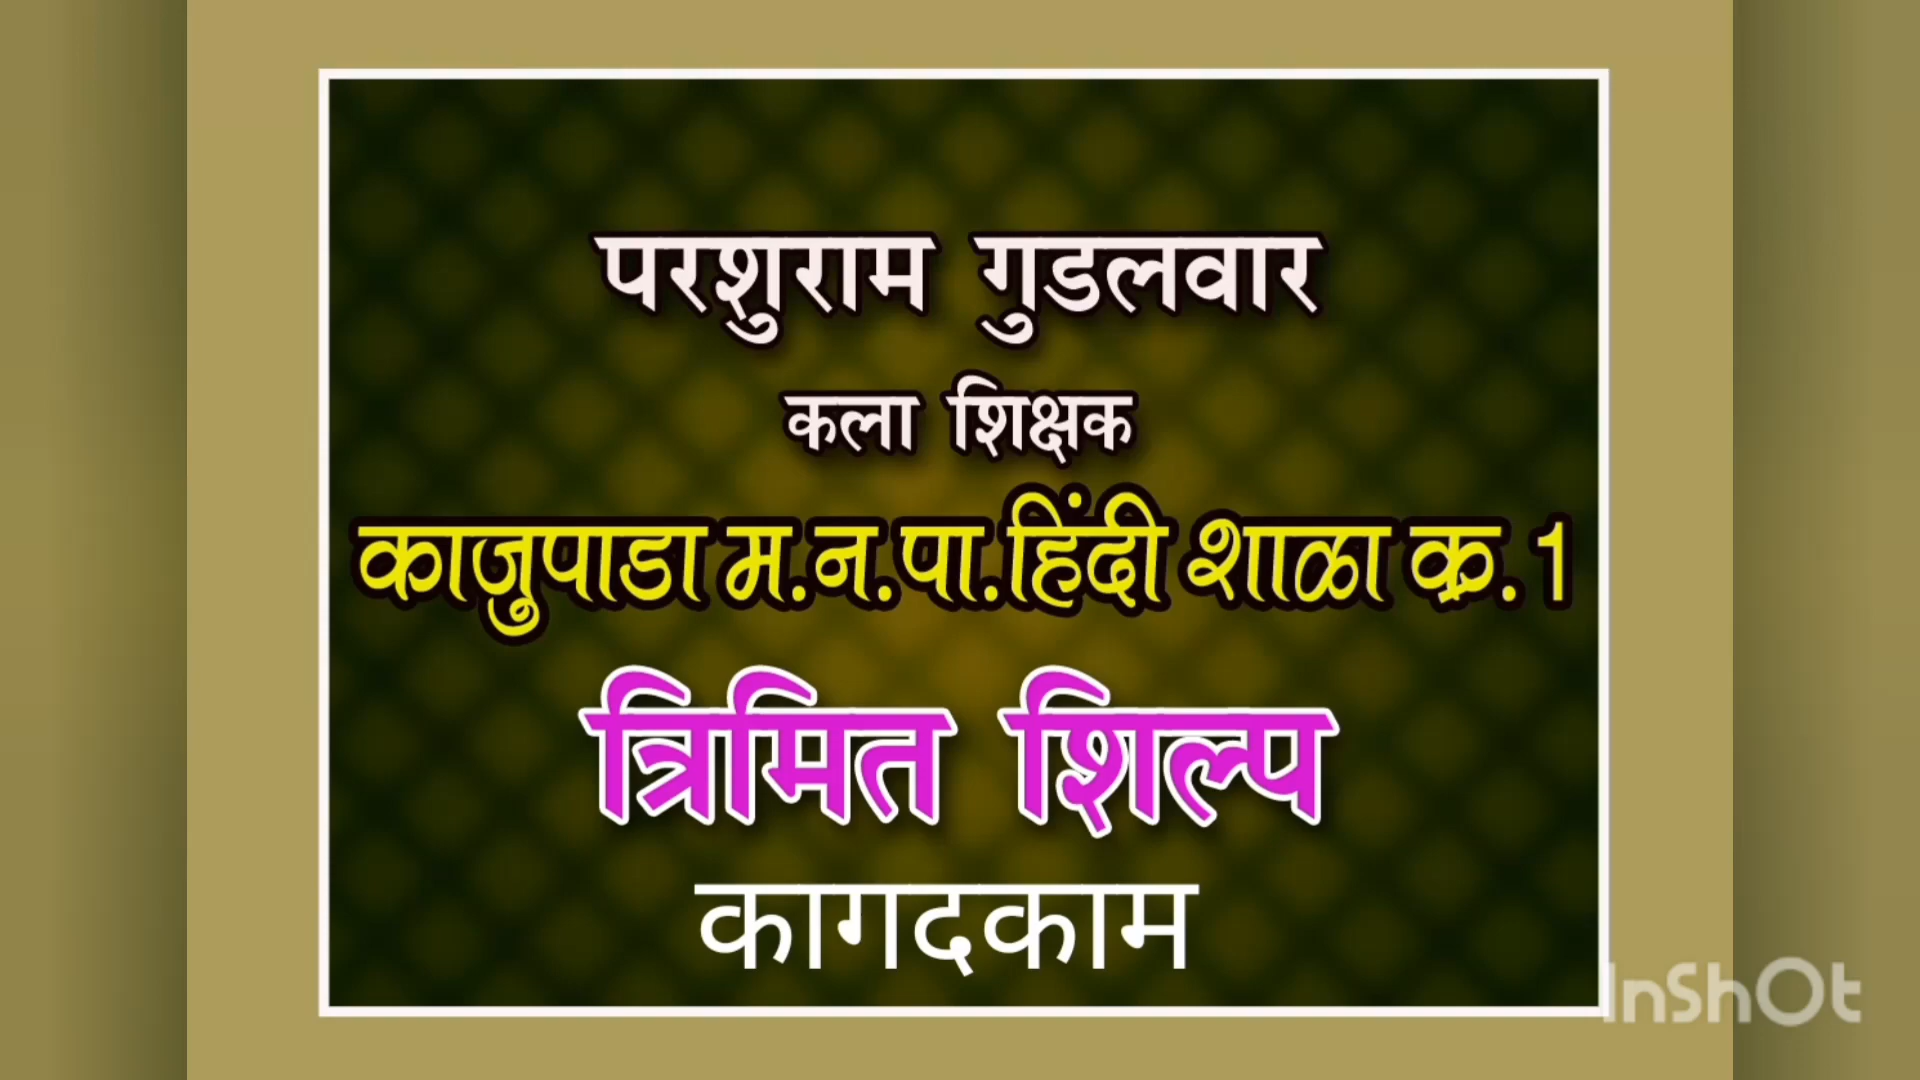 परशुराम गुडलवार
कला शिक्षक
काजुपाडा म.न.पा.हिंदी शाळा क्र. 1
त्रिमित शिल्प
कागदकाम
InShOt